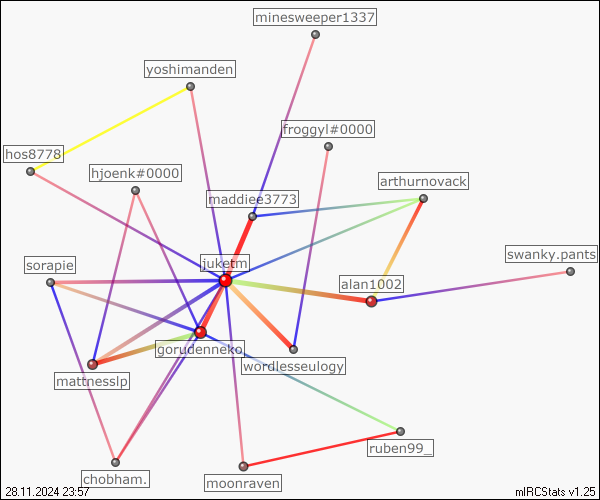 minesweeper1337
yoshimanden
froggyl#0000
hos8778
hjoenk#0000
arthurnovack
maddiee3773
swanky.pants
juketm
sorapie
alan1002
gorudenneko
wordlesseulogy
mattnesslp
ruben99_
chobham.
moonraven
28.11.2024 23:57
mIRCStats v1.25